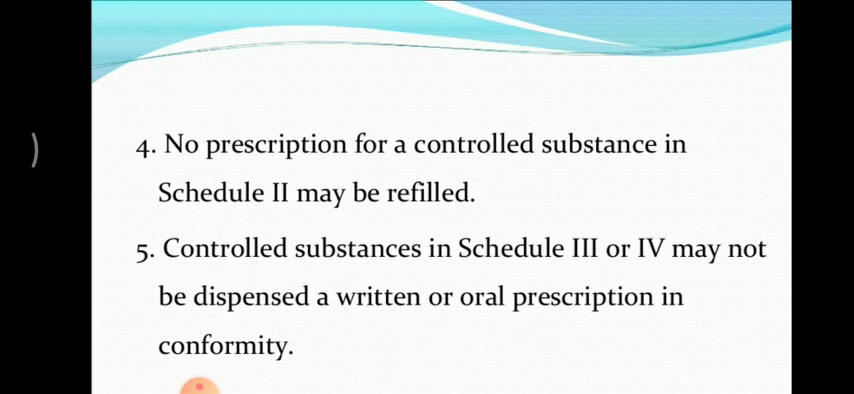 4. No prescription for a controlled substance in
Schedule II may be refilled.
5. Controlled substances in Schedule III or IV may not
be dispensed a written or oral prescription in
conformity.